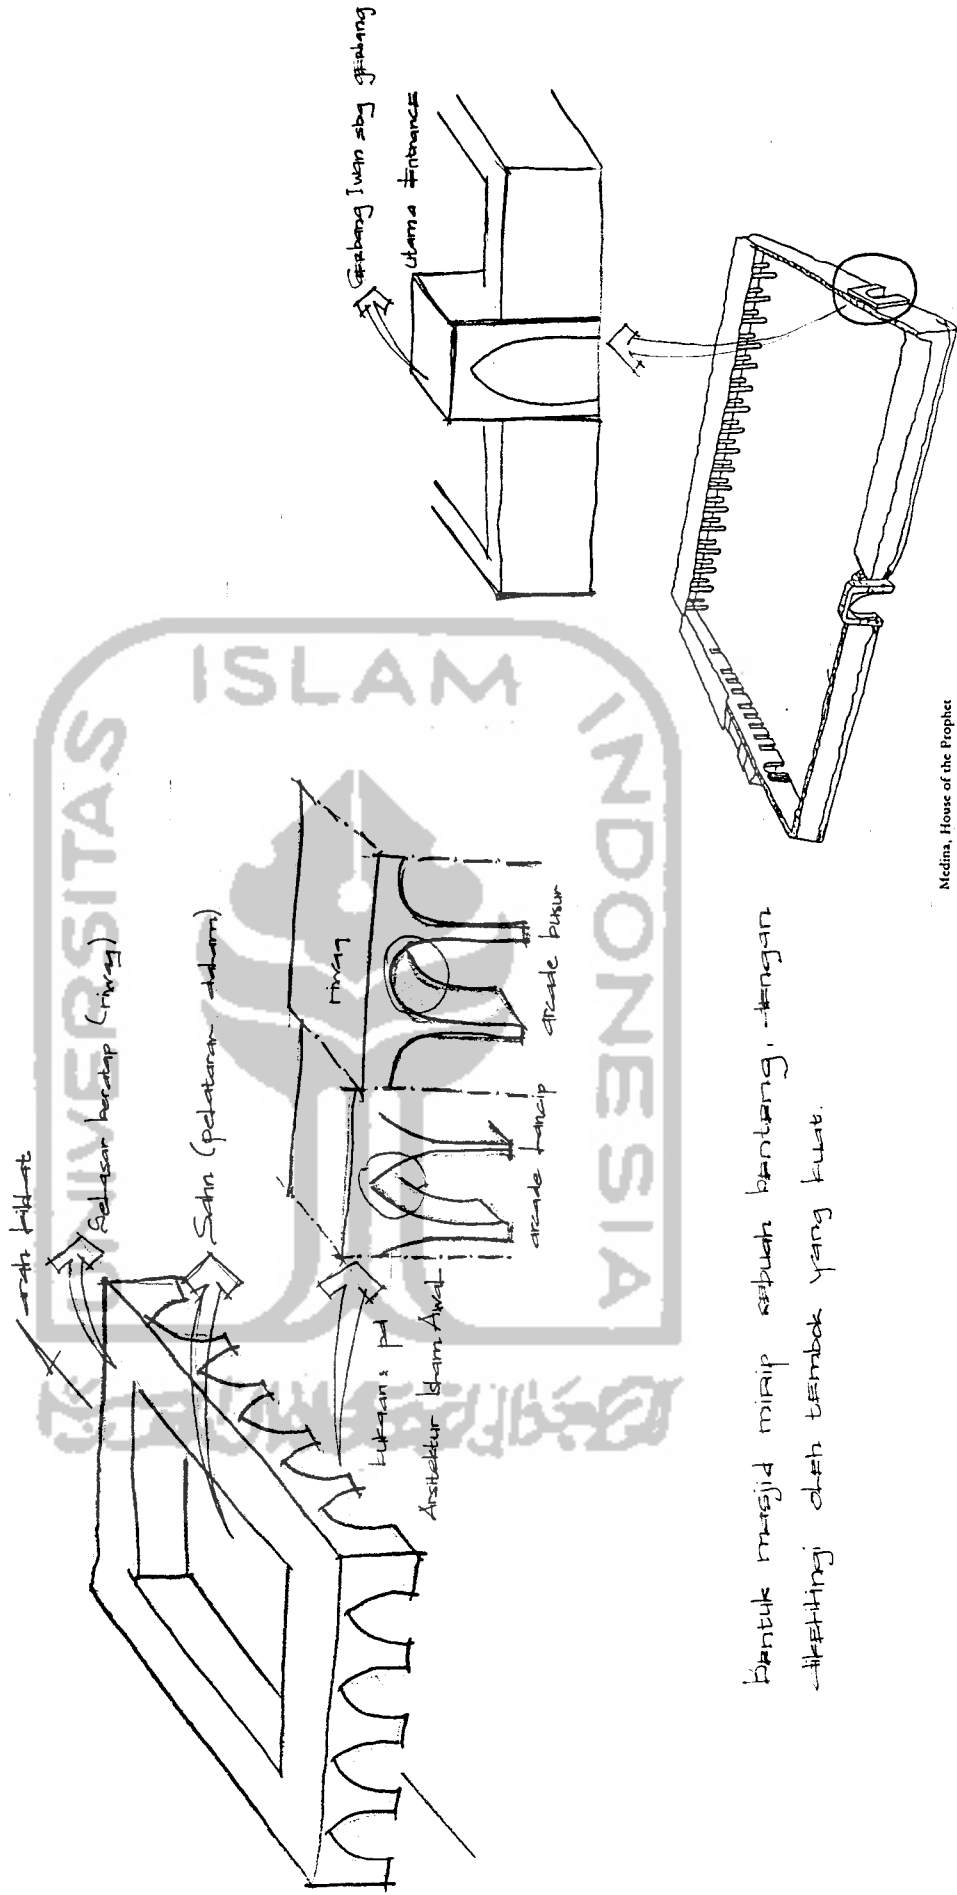 arah kiblat
Selasar beratap (riwaq)
Sahn (pelataran dalam)
riwaq
arcade lancip
arcade busur
bukaan2 pd
Arsitektur Islam Awal
Gerbang Iwan sbg gerbang
utama Entrance
Bentuk masjid mirip sebuah benteng, dengan
dikelilingi oleh tembok yang kuat.
Medina, House of the Prophet
UNIVERSITAS
ISLAM
INDONESIA